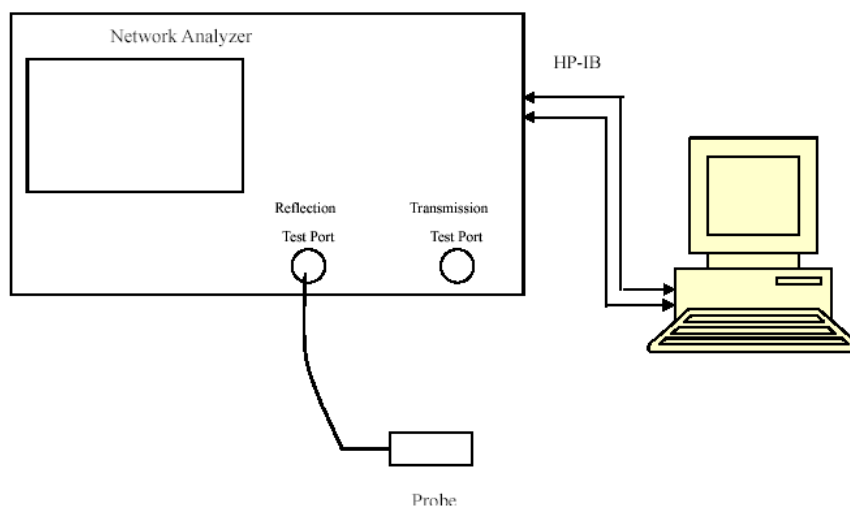 Network Analyzer
HP-IB
Reflection
Test Port
Transmission
Test Port
Probe